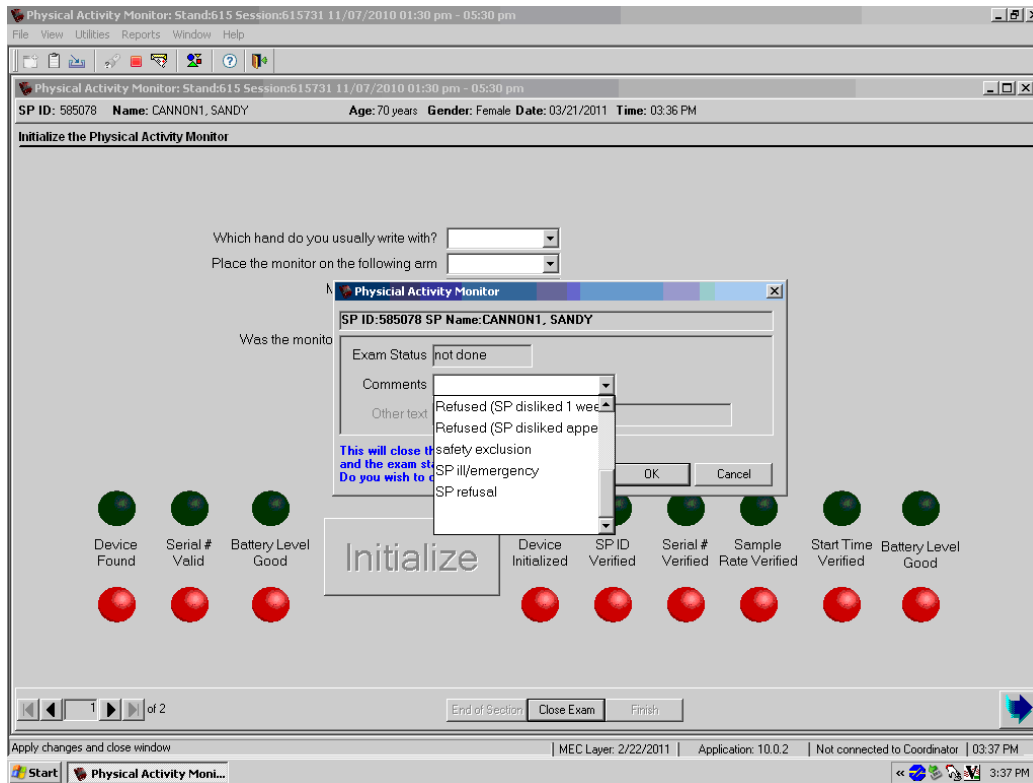 Physical Activity Monitor: Stand:615 Session:615731 11/07/2010 01:30 pm - 05:30 pm
File View Utilities Reports Window Help
Physical Activity Monitor: Stand:615 Session:615731 11/07/2010 01:30 pm - 05:30 pm
SP ID: 585078 Name: CANNON1, SANDY Age: 70 years Gender: Female Date: 03/21/2011 Time: 03:36 PM
Initialize the Physical Activity Monitor
Which hand do you usually write with?
Place the monitor on the following arm
Physicial Activity Monitor
SP ID:585078 SP Name:CANNON1, SANDY
Was the monito
Exam Status not done
Comments
Other text
Refused (SP disliked 1 wee
Refused (SP disliked appe
safety exclusion
SP ill/emergency
SP refusal
This will close th
and the exam sta
Do you wish to c
OK Cancel
Device Found
Serial # Valid
Battery Level Good
Initialize
Device Initialized
SP ID Verified
Serial # Verified
Sample Rate Verified
Start Time Verified
Battery Level Good
1 of 2
End of Section Close Exam Finish
Apply changes and close window MEC Layer: 2/22/2011 Application: 10.0.2 Not connected to Coordinator 03:37 PM
Start Physical Activity Moni... 3:37 PM